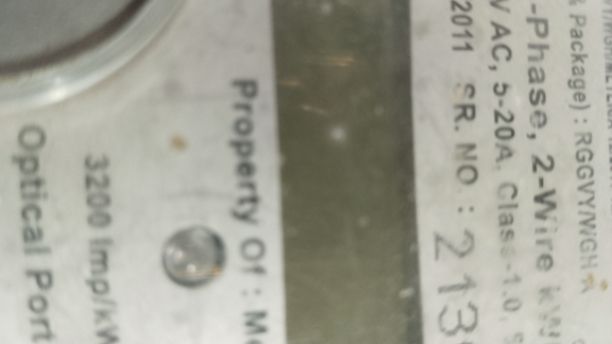 Package) : RGGVY/WGH
-Phase, 2-Wire kW
V AC, 5-20A. Class-1.0,
2011 SR. NO. : 213
Property Of : M
3200 Imp/kW
Optical Port